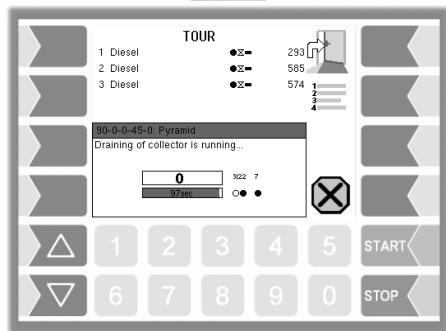 TOUR
1 Diesel 293
2 Diesel 585
3 Diesel 574
1
2
3
4
90-0-0-45-0: Pyramid
Draining of collector is running...
0 3|22 7
97sec
1 2 3 4 5 START
6 7 8 9 0 STOP